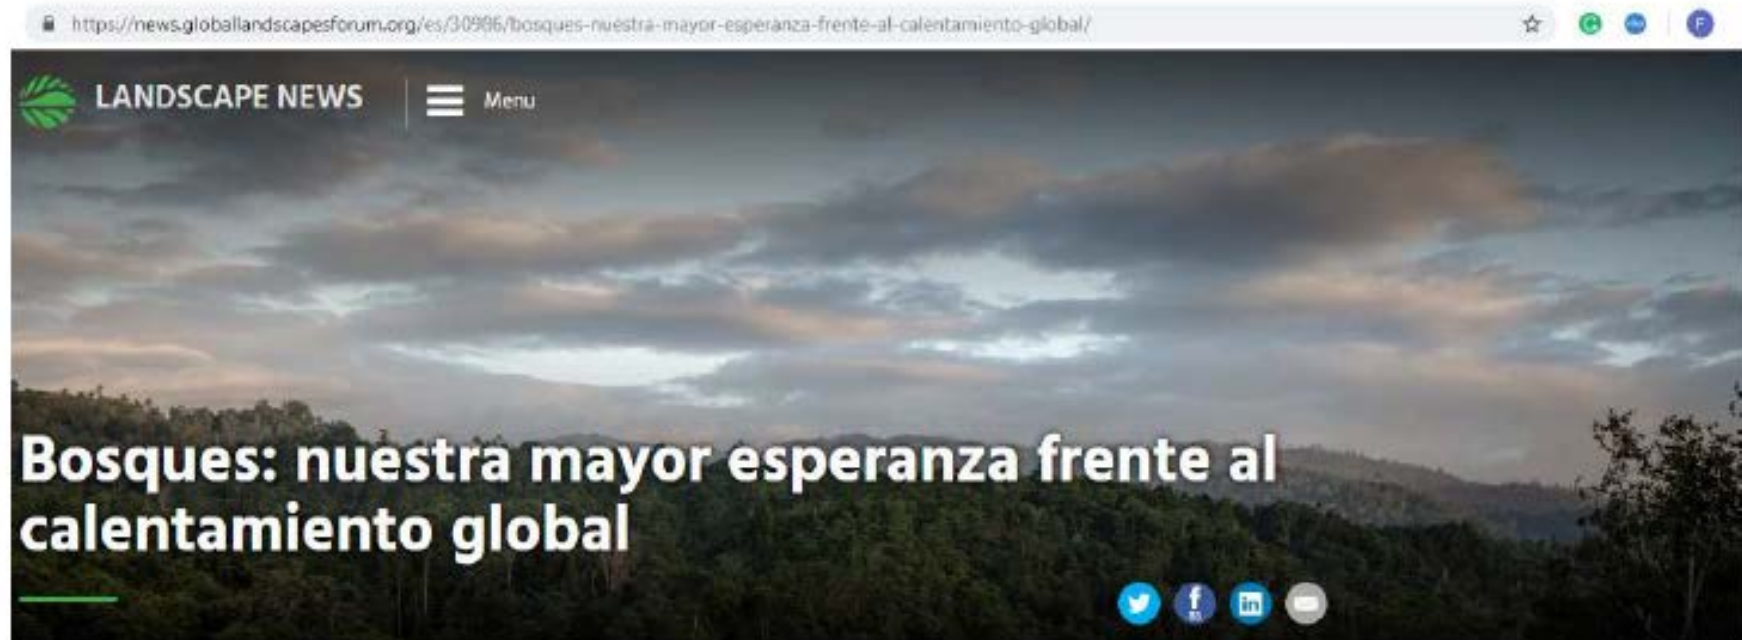 https://news.globallandscapesforum.org/es/30986/bosques-nuestra-mayor-esperanza-frente-al-calentamiento-global/
F
LANDSCAPE NEWS
Menu
Bosques: nuestra mayor esperanza frente al
calentamiento global
in